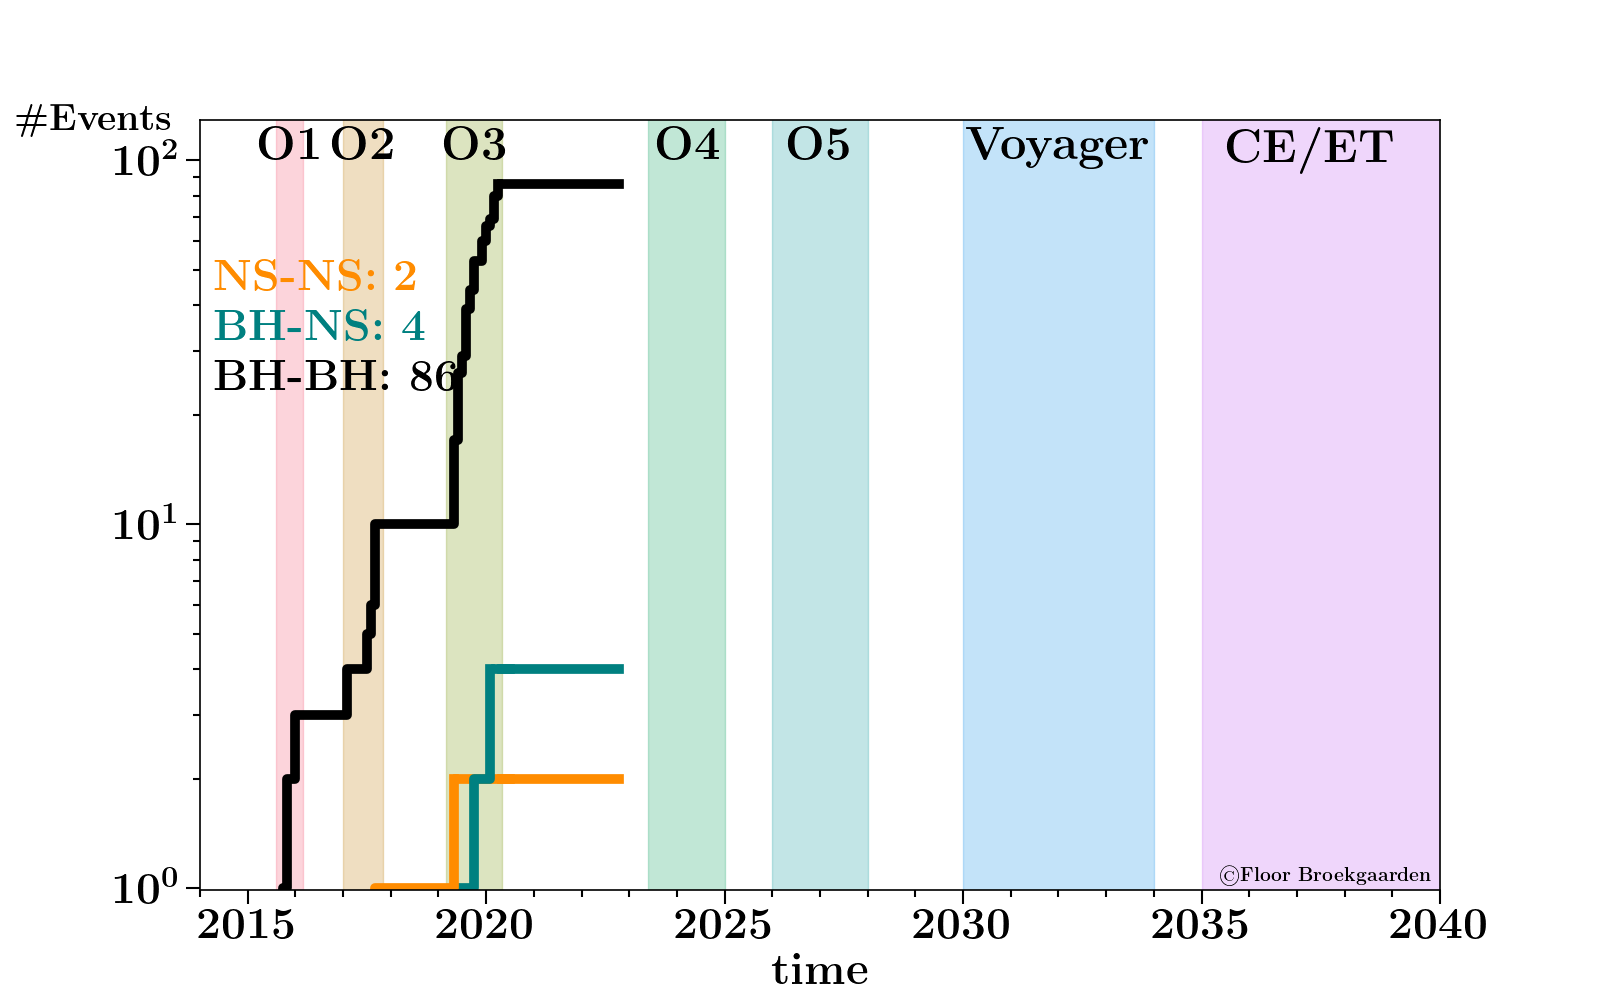 #Events
O1 O2 O3 O4 O5 Voyager CE/ET
10²
NS-NS: 2
BH-NS: 4
BH-BH: 86
10¹
10⁰
©Floor Broekgaarden
2015 2020 2025 2030 2035 2040
time